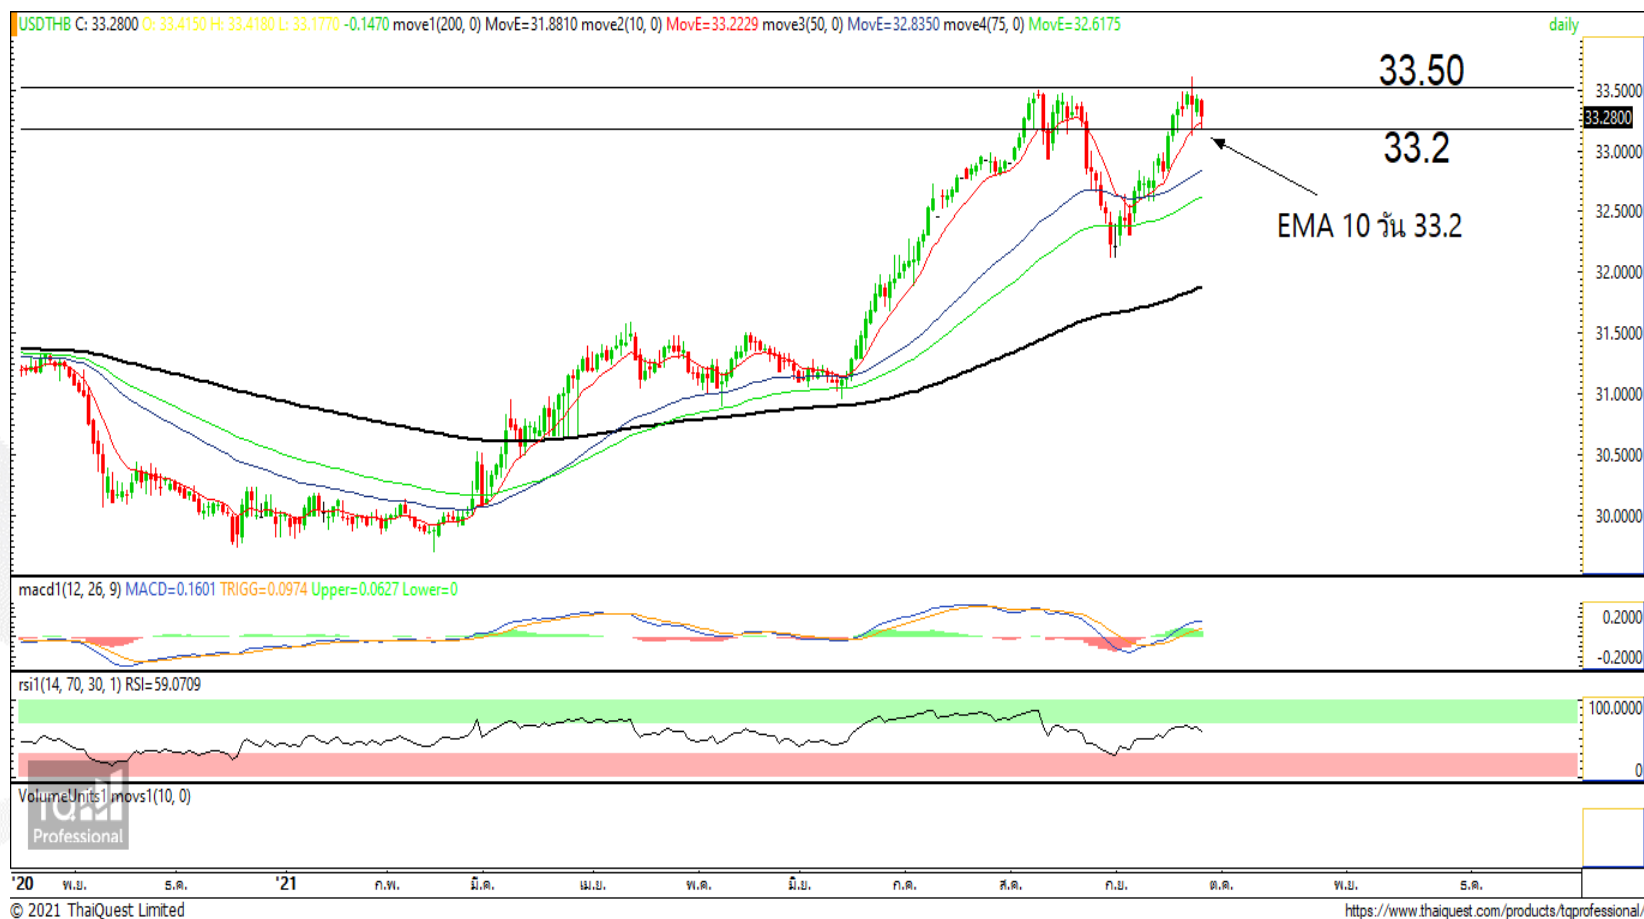 USDTHB C: 33.2800 O: 33.4150 H: 33.4180 L: 33.1770 -0.1470 move1(200, 0) MovE=31.8810 move2(10, 0) MovE=33.2229 move3(50, 0) MovE=32.8350 move4(75, 0) MovE=32.6175 daily
33.50
33.5000
33.2800
33.2
33.0000
32.5000
EMA 10 วัน 33.2
32.0000
31.5000
31.0000
30.5000
30.0000
macd1(12, 26, 9) MACD=0.1601 TRIGG=0.0974 Upper=0.0627 Lower=0
0.2000
-0.2000
rsi1(14, 70, 30, 1) RSI=59.0709
100.0000
0
VolumeUnits1 movs1(10, 0)
TQ
Professional
'20 พ.ย. ธ.ค. '21 ก.พ. มี.ค. เม.ย. พ.ค. มิ.ย. ก.ค. ส.ค. ก.ย. ต.ค. พ.ย. ธ.ค.
© 2021 ThaiQuest Limited https://www.thaiquest.com/products/tqprofessional/